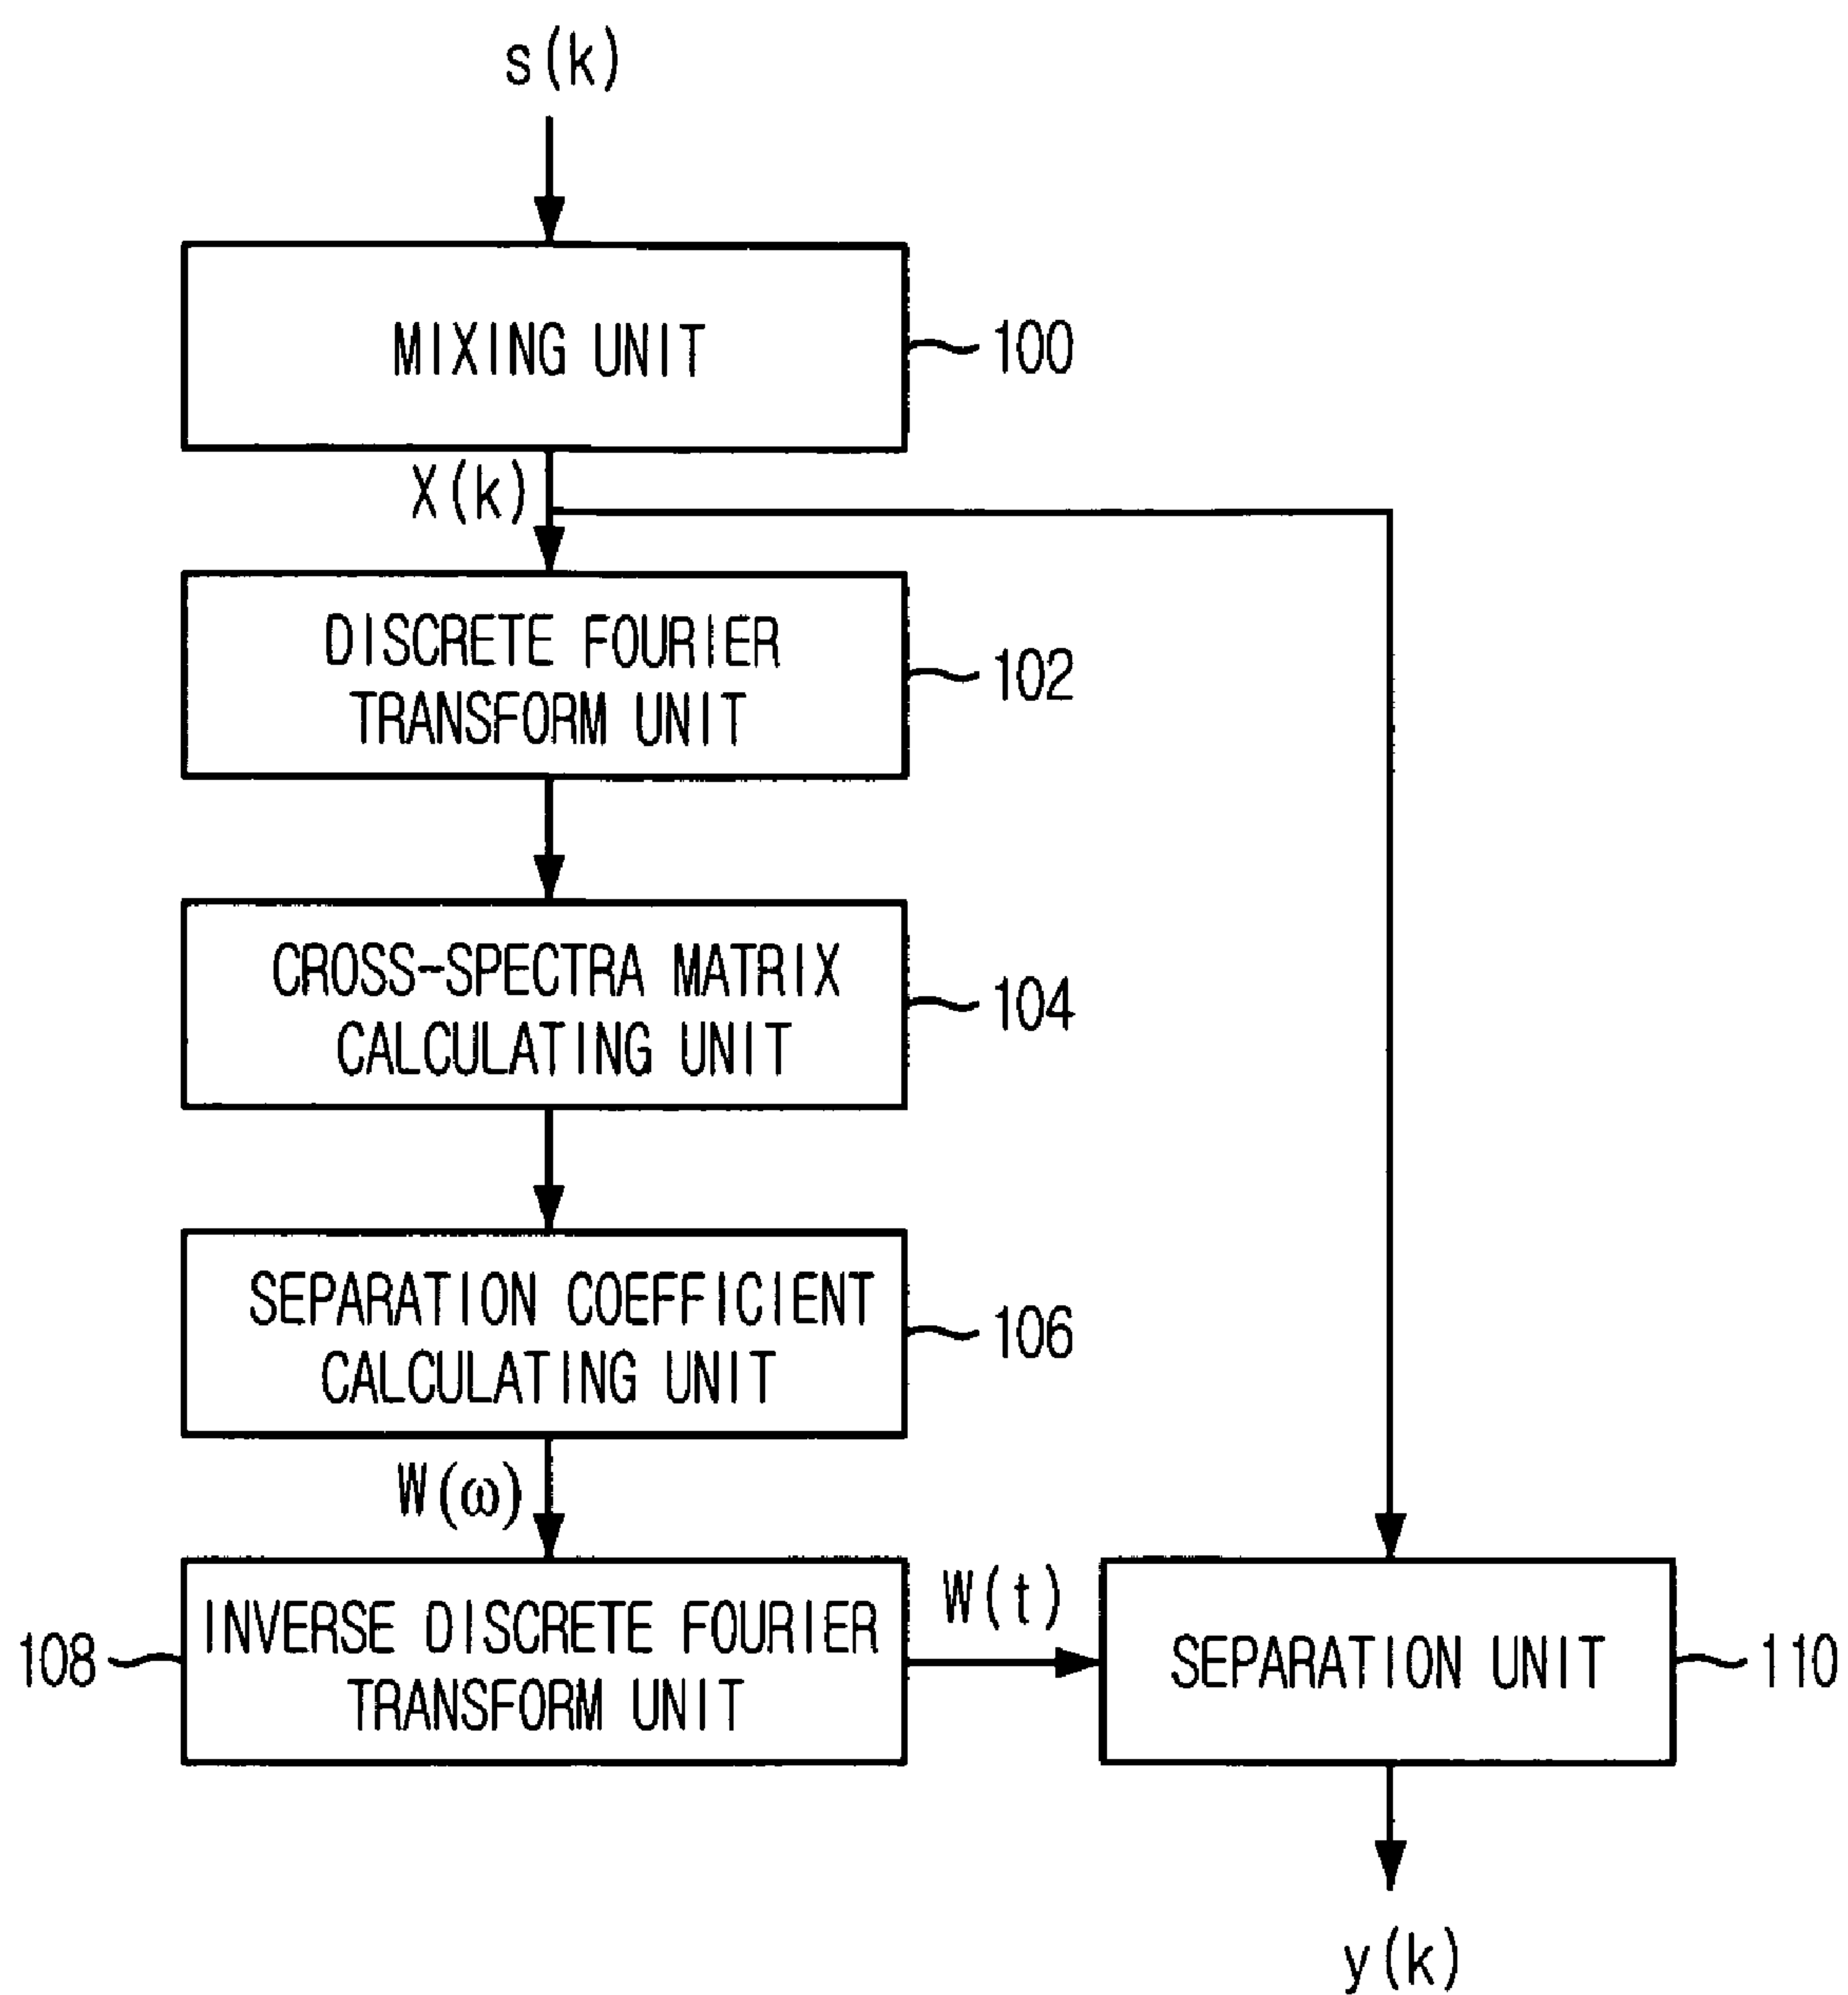 s(k)
MIXING UNIT
100
X(k)
DISCRETE FOURIER
TRANSFORM UNIT
102
CROSS-SPECTRA MATRIX
CALCULATING UNIT
104
SEPARATION COEFFICIENT
CALCULATING UNIT
106
W(ω)
108
INVERSE DISCRETE FOURIER
TRANSFORM UNIT
W(t)
SEPARATION UNIT
110
y(k)